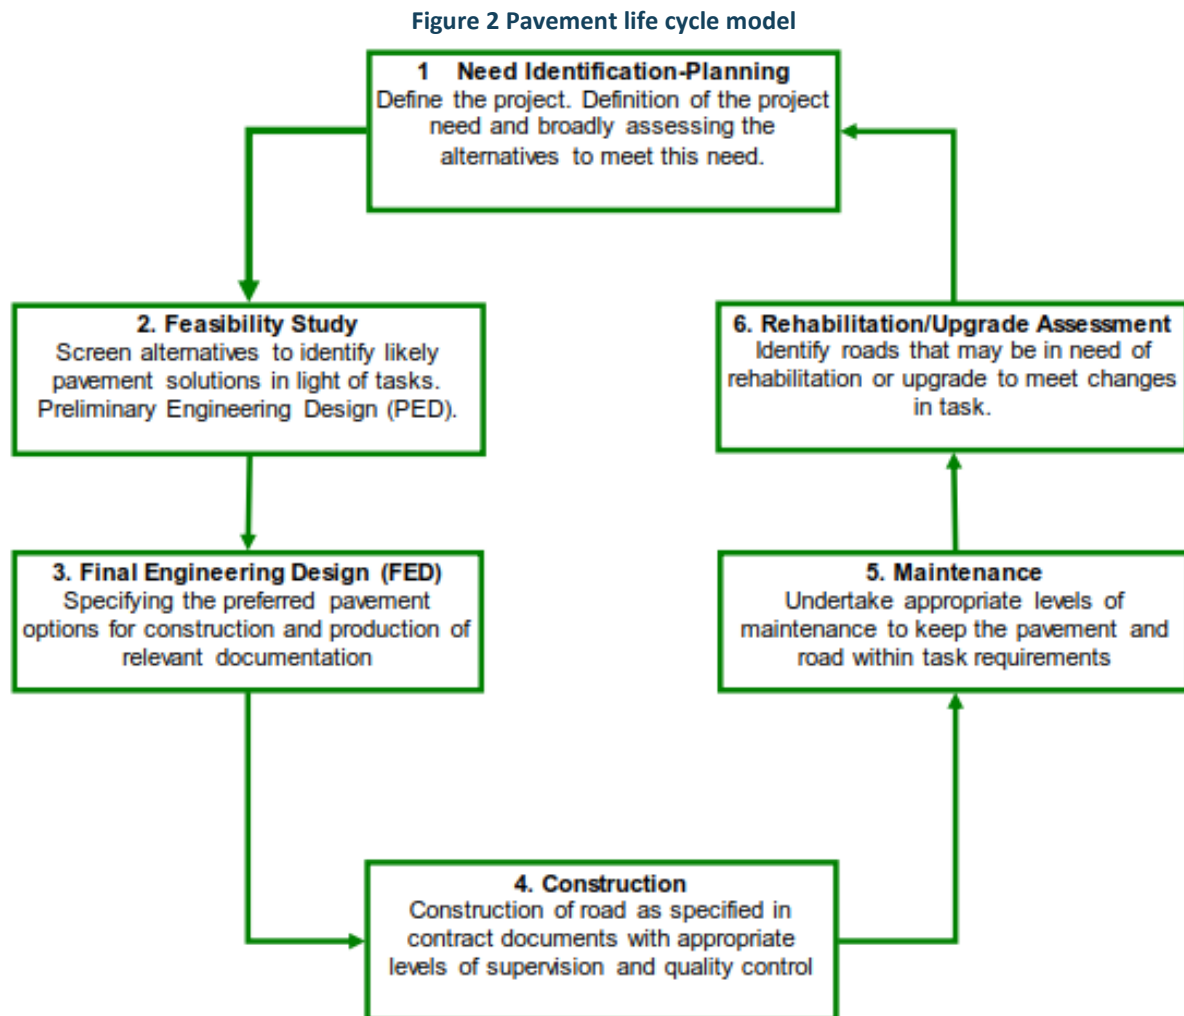 Figure 2 Pavement life cycle model
1 Need Identification-Planning
Define the project. Definition of the project
need and broadly assessing the
alternatives to meet this need.
2. Feasibility Study
Screen alternatives to identify likely
pavement solutions in light of tasks.
Preliminary Engineering Design (PED).
3. Final Engineering Design (FED)
Specifying the preferred pavement
options for construction and production of
relevant documentation
4. Construction
Construction of road as specified in
contract documents with appropriate
levels of supervision and quality control
5. Maintenance
Undertake appropriate levels of
maintenance to keep the pavement and
road within task requirements
6. Rehabilitation/Upgrade Assessment
Identify roads that may be in need of
rehabilitation or upgrade to meet changes
in task.